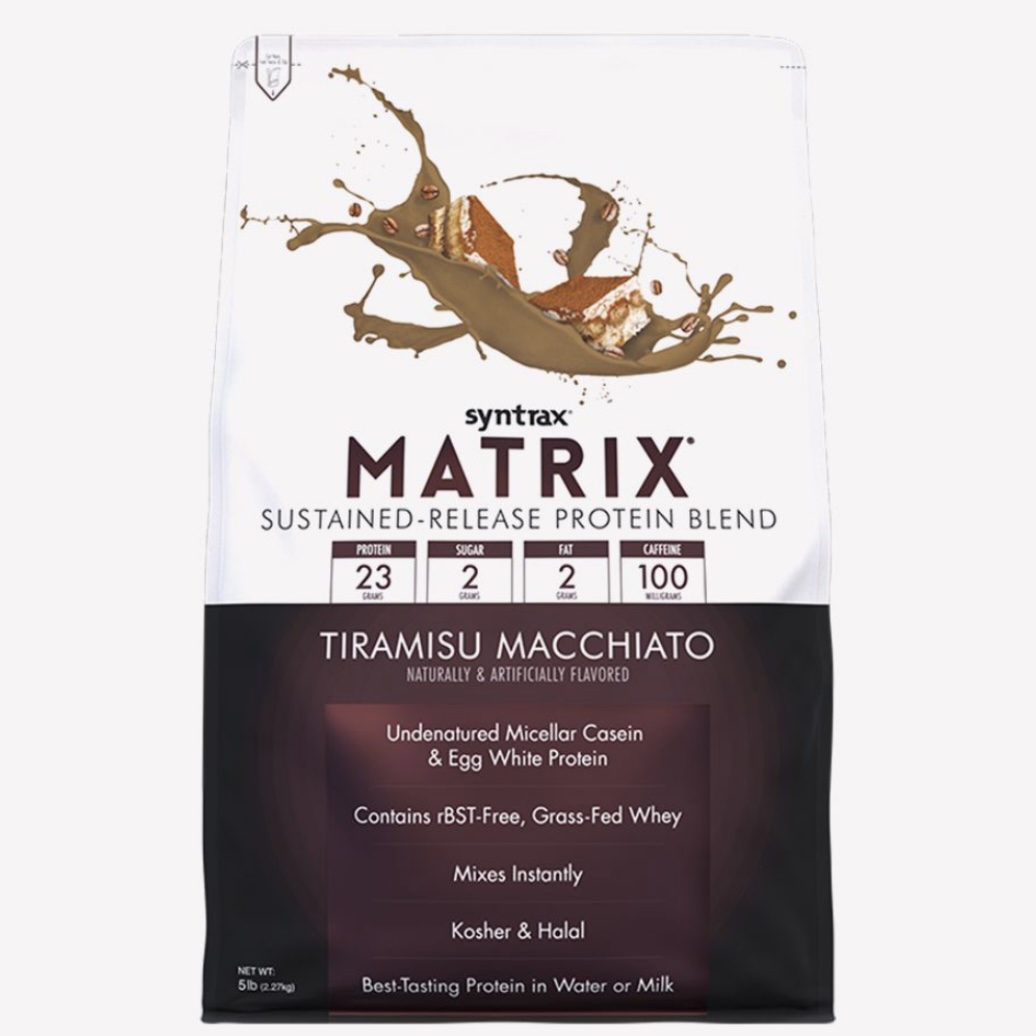 syntrax®
MATRIX®
SUSTAINED-RELEASE PROTEIN BLEND
PROTEIN SUGAR FAT CAFFEINE
23 2 2 100
GRAMS GRAMS GRAMS MILLIGRAMS
TIRAMISU MACCHIATO
NATURALLY & ARTIFICIALLY FLAVORED
Undenatured Micellar Casein
& Egg White Protein
Contains rBST-Free, Grass-Fed Whey
Mixes Instantly
Kosher & Halal
Best-Tasting Protein in Water or Milk
NET WT:
5lb (2.27kg)